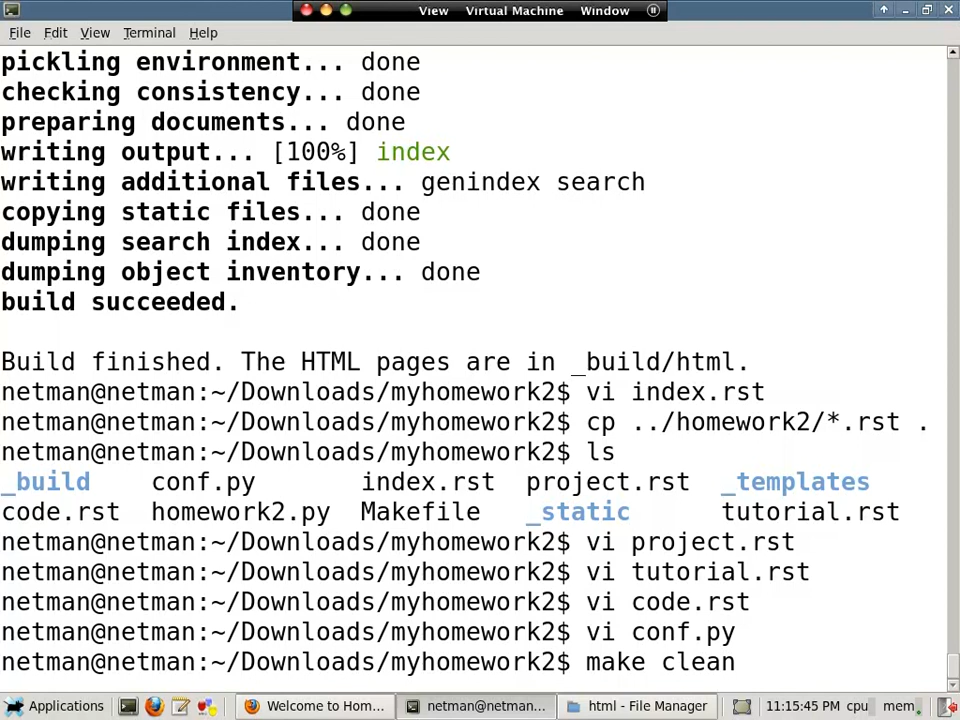 View Virtual Machine Window
File Edit View Terminal Help
pickling environment... done
checking consistency... done
preparing documents... done
writing output... [100%] index
writing additional files... genindex search
copying static files... done
dumping search index... done
dumping object inventory... done
build succeeded.
Build finished. The HTML pages are in _build/html.
netman@netman:~/Downloads/myhomework2$ vi index.rst
netman@netman:~/Downloads/myhomework2$ cp ../homework2/*.rst .
netman@netman:~/Downloads/myhomework2$ ls
_build conf.py index.rst project.rst _templates
code.rst homework2.py Makefile _static tutorial.rst
netman@netman:~/Downloads/myhomework2$ vi project.rst
netman@netman:~/Downloads/myhomework2$ vi tutorial.rst
netman@netman:~/Downloads/myhomework2$ vi code.rst
netman@netman:~/Downloads/myhomework2$ vi conf.py
netman@netman:~/Downloads/myhomework2$ make clean
Applications Welcome to Hom... netman@netman... html - File Manager 11:15:45 PM cpu mem